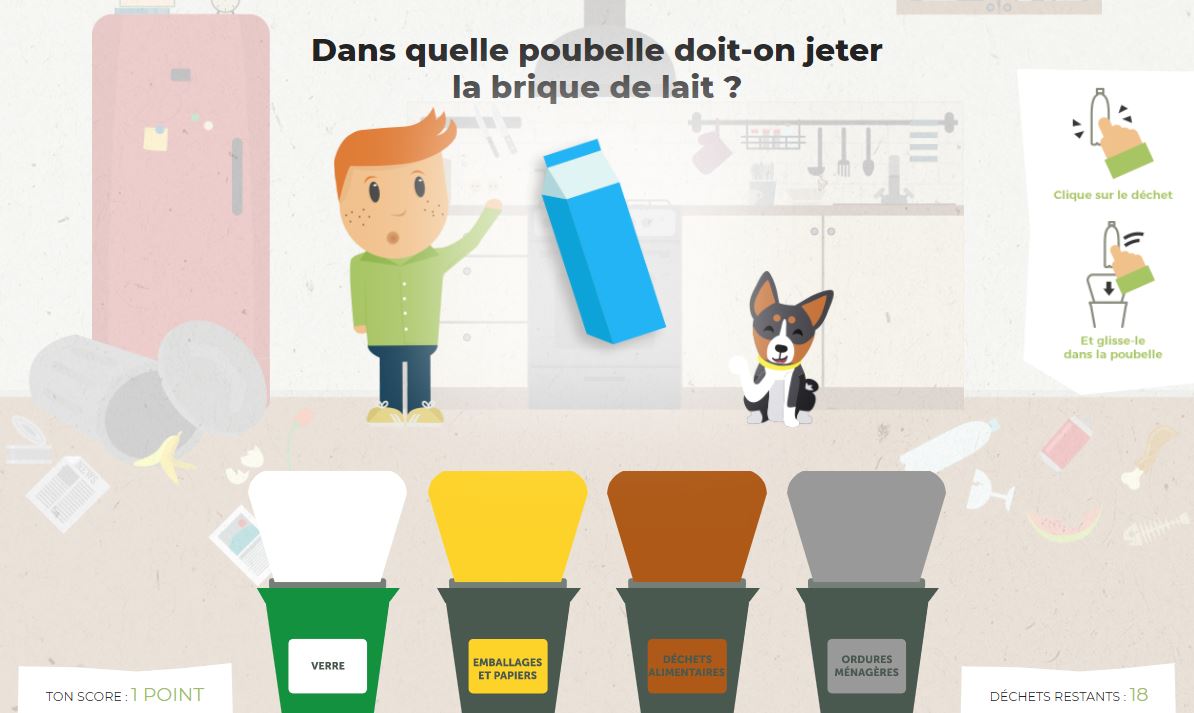 Dans quelle poubelle doit-on jeter
la brique de lait ?
Clique sur le déchet
Et glisse-le
dans la poubelle
VERRE
EMBALLAGES
ET PAPIERS
DÉCHETS
ALIMENTAIRES
ORDURES
MÉNAGÈRES
TON SCORE : 1 POINT
DÉCHETS RESTANTS : 18